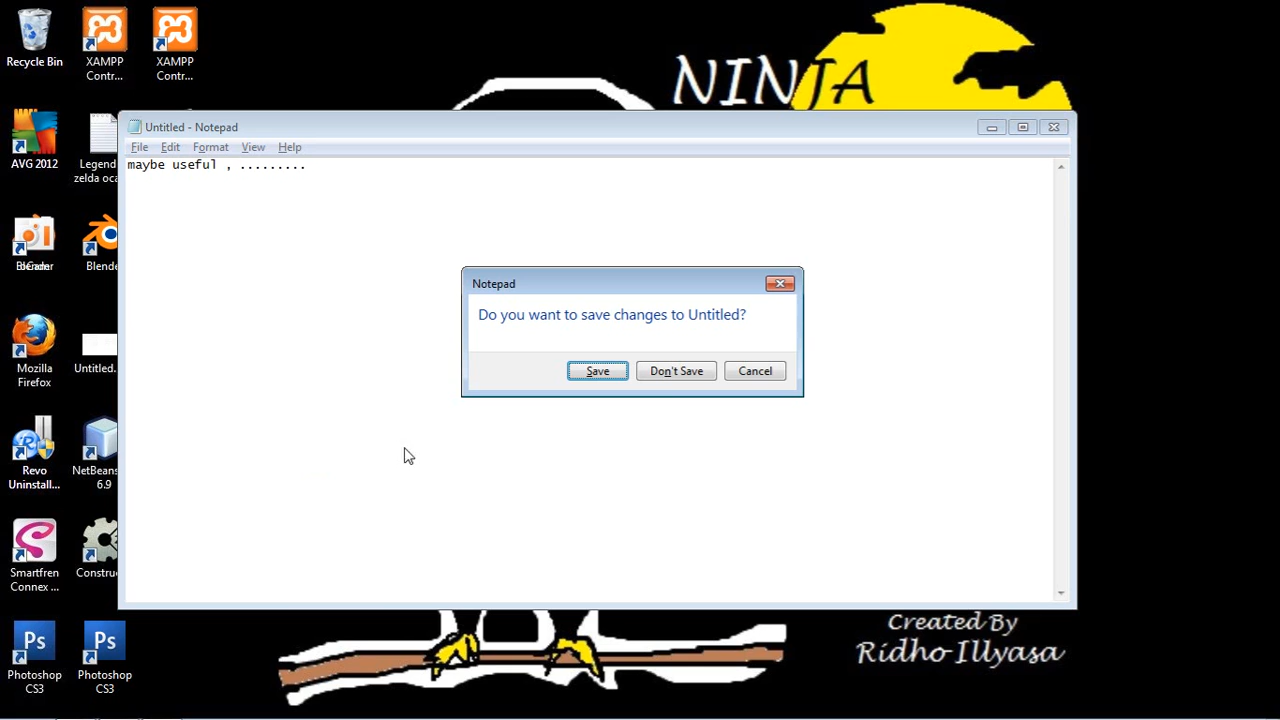 NINJA
Recycle Bin
XAMPP
Contr...
XAMPP
Contr...
AVG 2012
Legend
zelda oca
Blender
Mozilla
Firefox
Untitled.
Revo
Uninstall...
NetBeans
6.9
Smartfren
Connex ...
Constru
Ps
Photoshop
CS3
Ps
Photoshop
CS3
Untitled - Notepad
File Edit Format View Help
maybe useful , .........
Notepad
Do you want to save changes to Untitled?
Save Don't Save Cancel
Created By
Ridho Illyasa